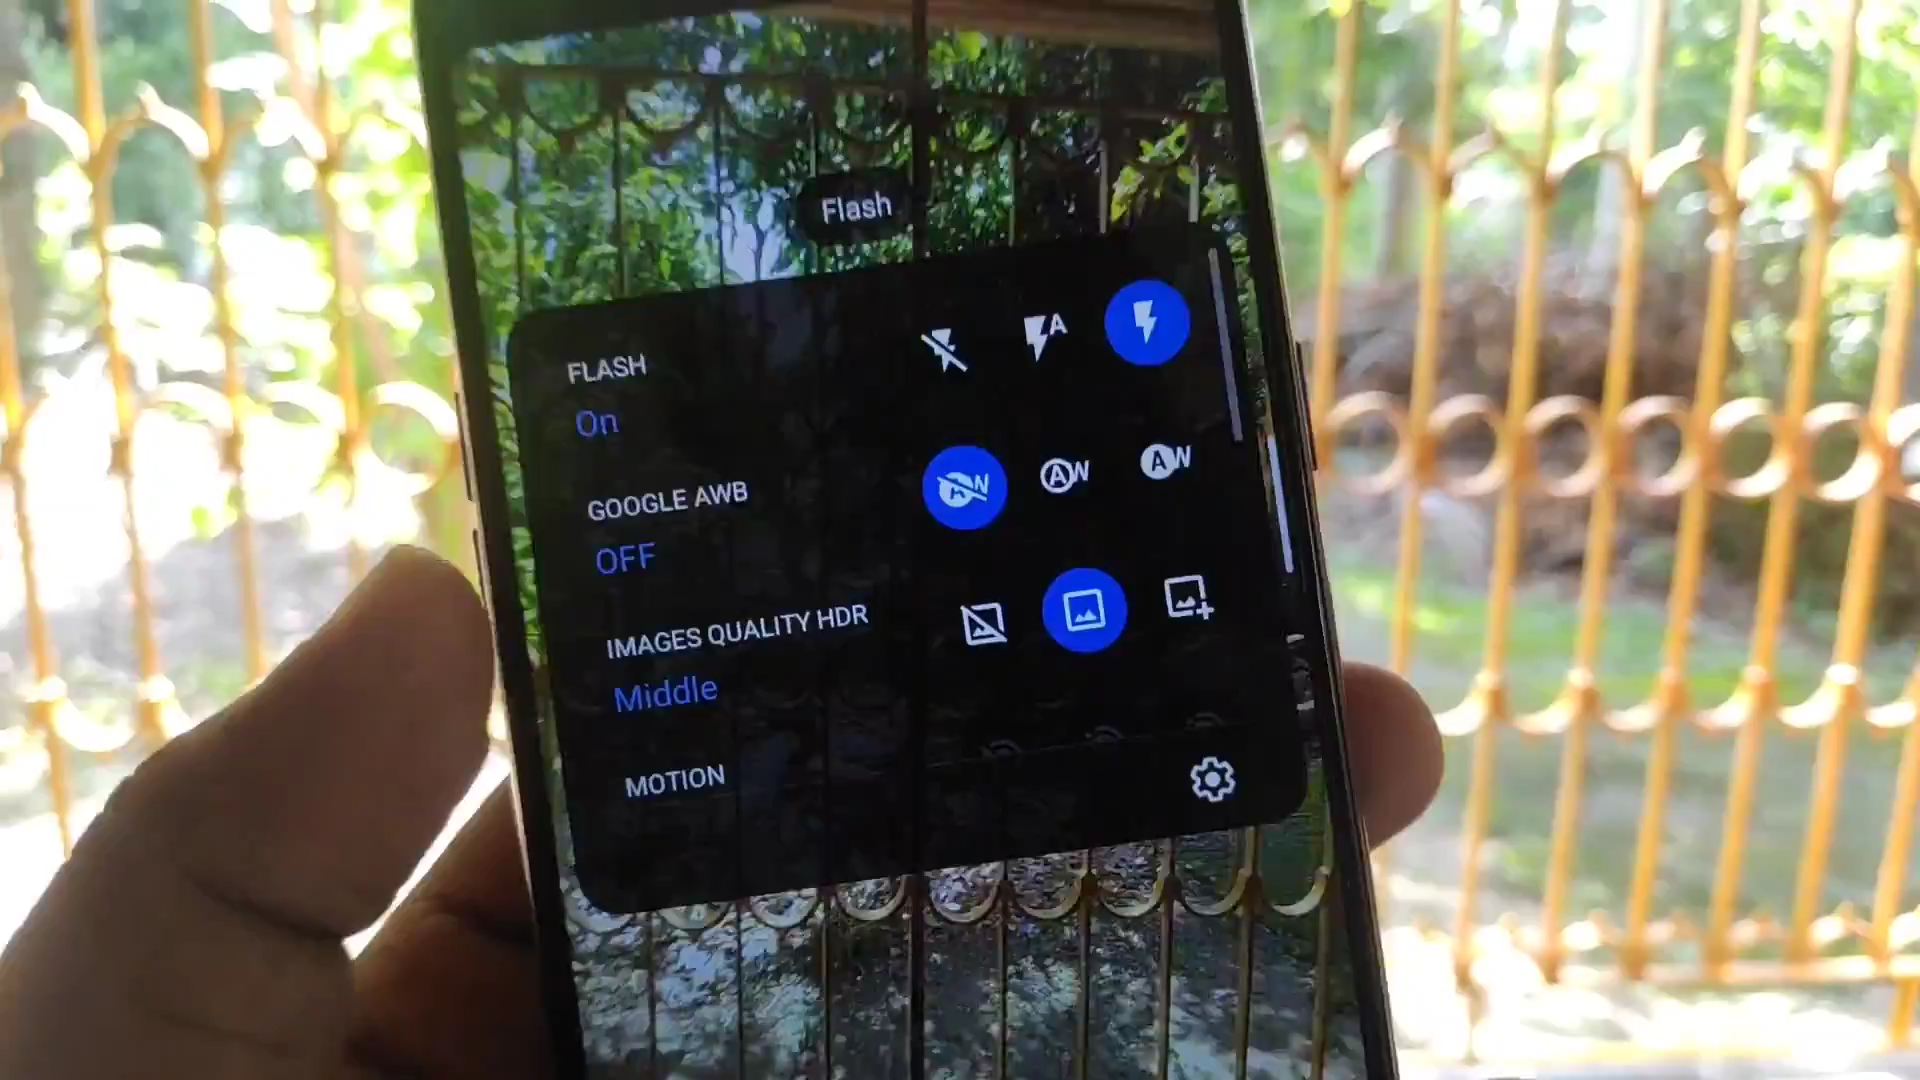 Flash
FLASH
On
GOOGLE AWB
OFF
IMAGES QUALITY HDR
Middle
MOTION